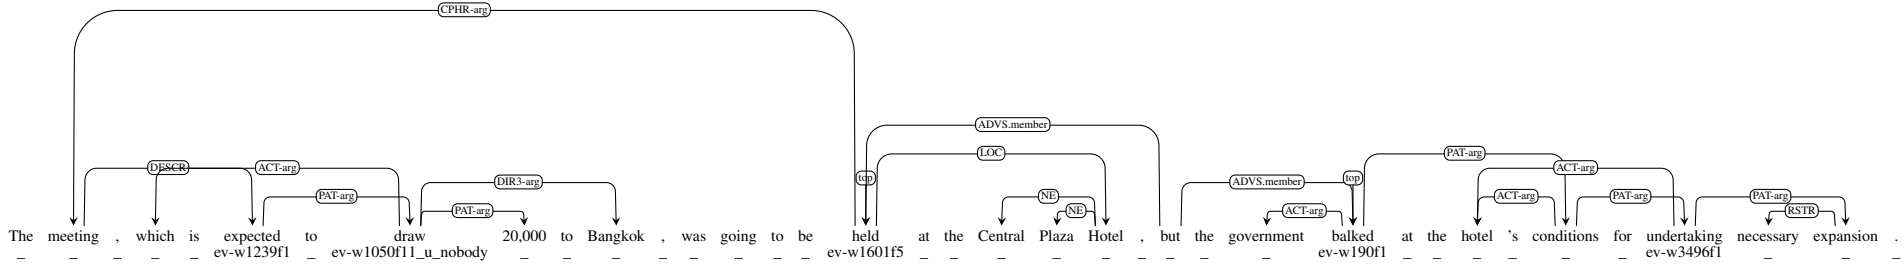 CPHR-arg
ADVS.member
LOC PAT-arg
DESCR ACT-arg top top ACT-arg
DIR3-arg ADVS.member
PAT-arg NE ACT-arg PAT-arg PAT-arg
PAT-arg NE ACT-arg RSTR
The meeting , which is expected to draw 20,000 to Bangkok , was going to be held at the Central Plaza Hotel , but the government balked at the hotel 's conditions for undertaking necessary expansion .
_ _ _ _ _ ev-w1239f1 _ ev-w1050f11_u_nobody _ _ _ _ _ _ _ _ ev-w1601f5 _ _ _ _ _ _ _ _ _ ev-w190f1 _ _ _ _ _ _ ev-w3496f1 _ _ _